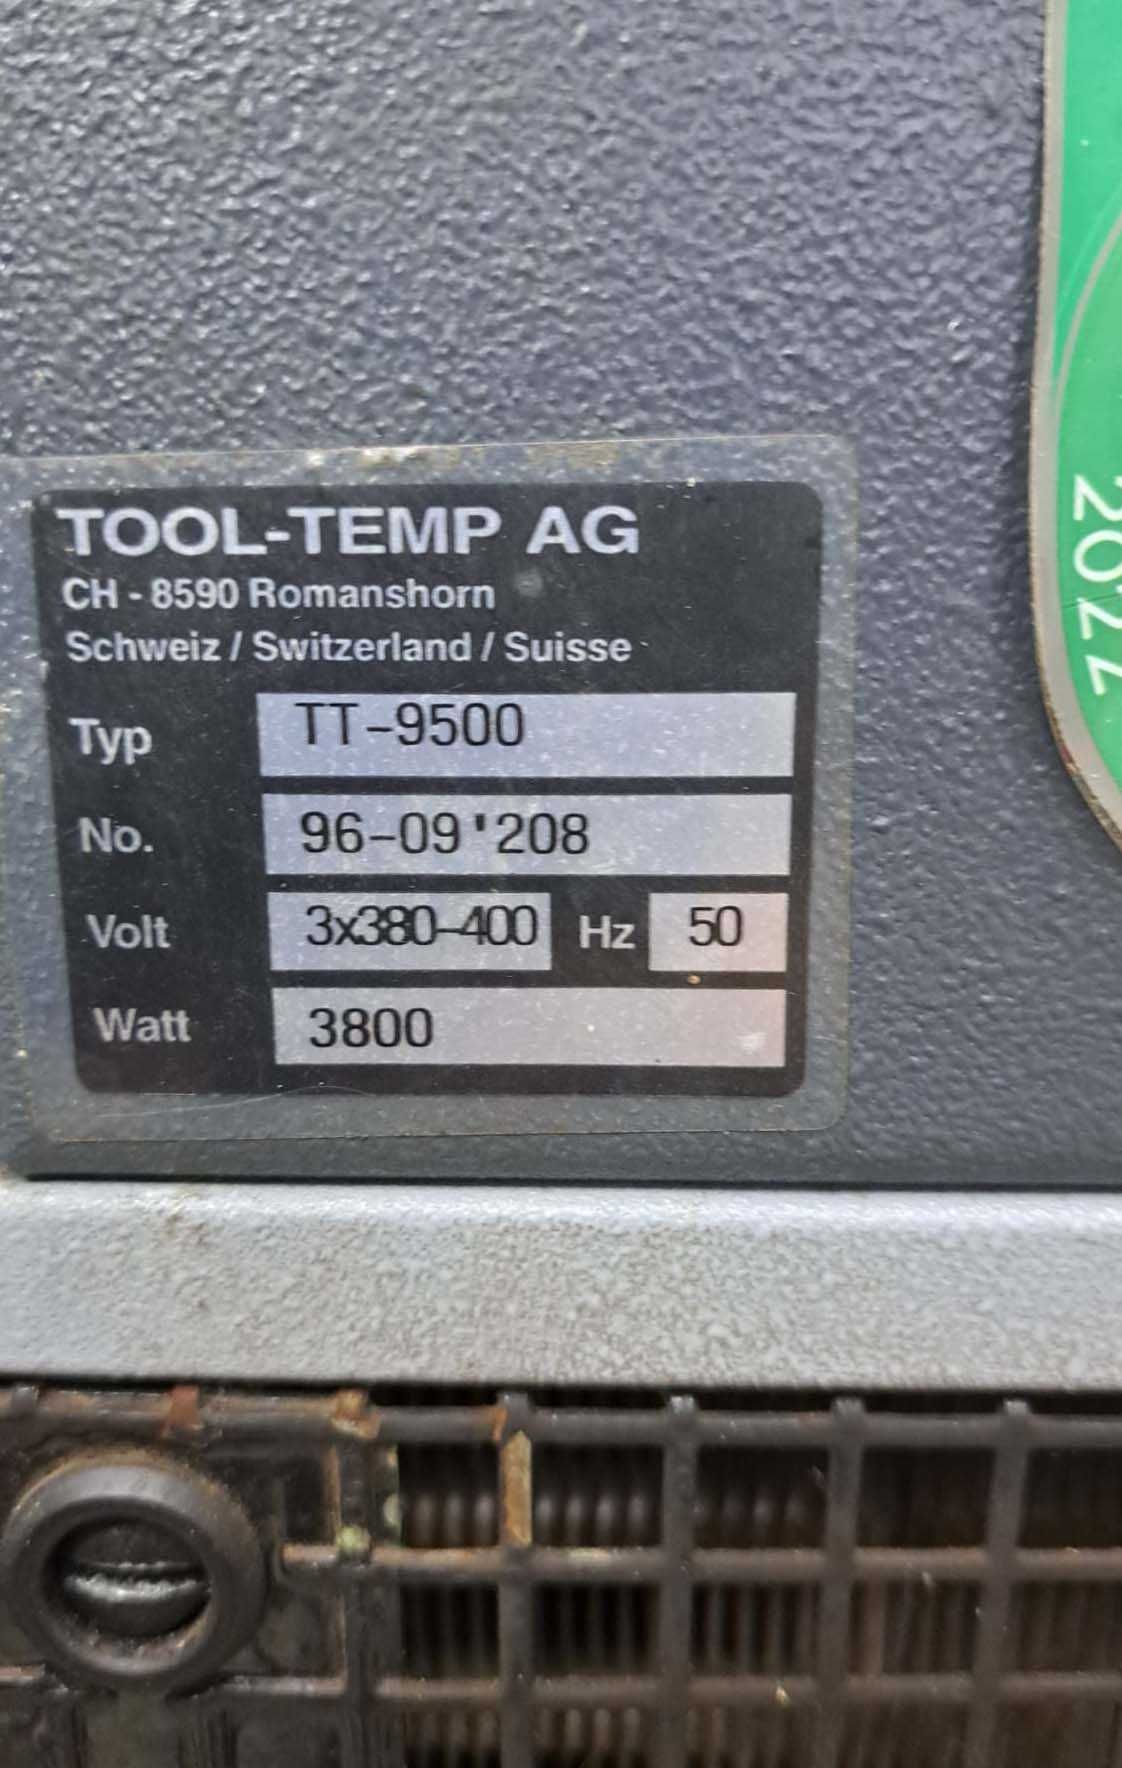 TOOL-TEMP AG
CH - 8590 Romanshorn
Schweiz / Switzerland / Suisse
Typ TT-9500
No. 96-09'208
Volt 3x380-400 Hz 50
Watt 3800
2022